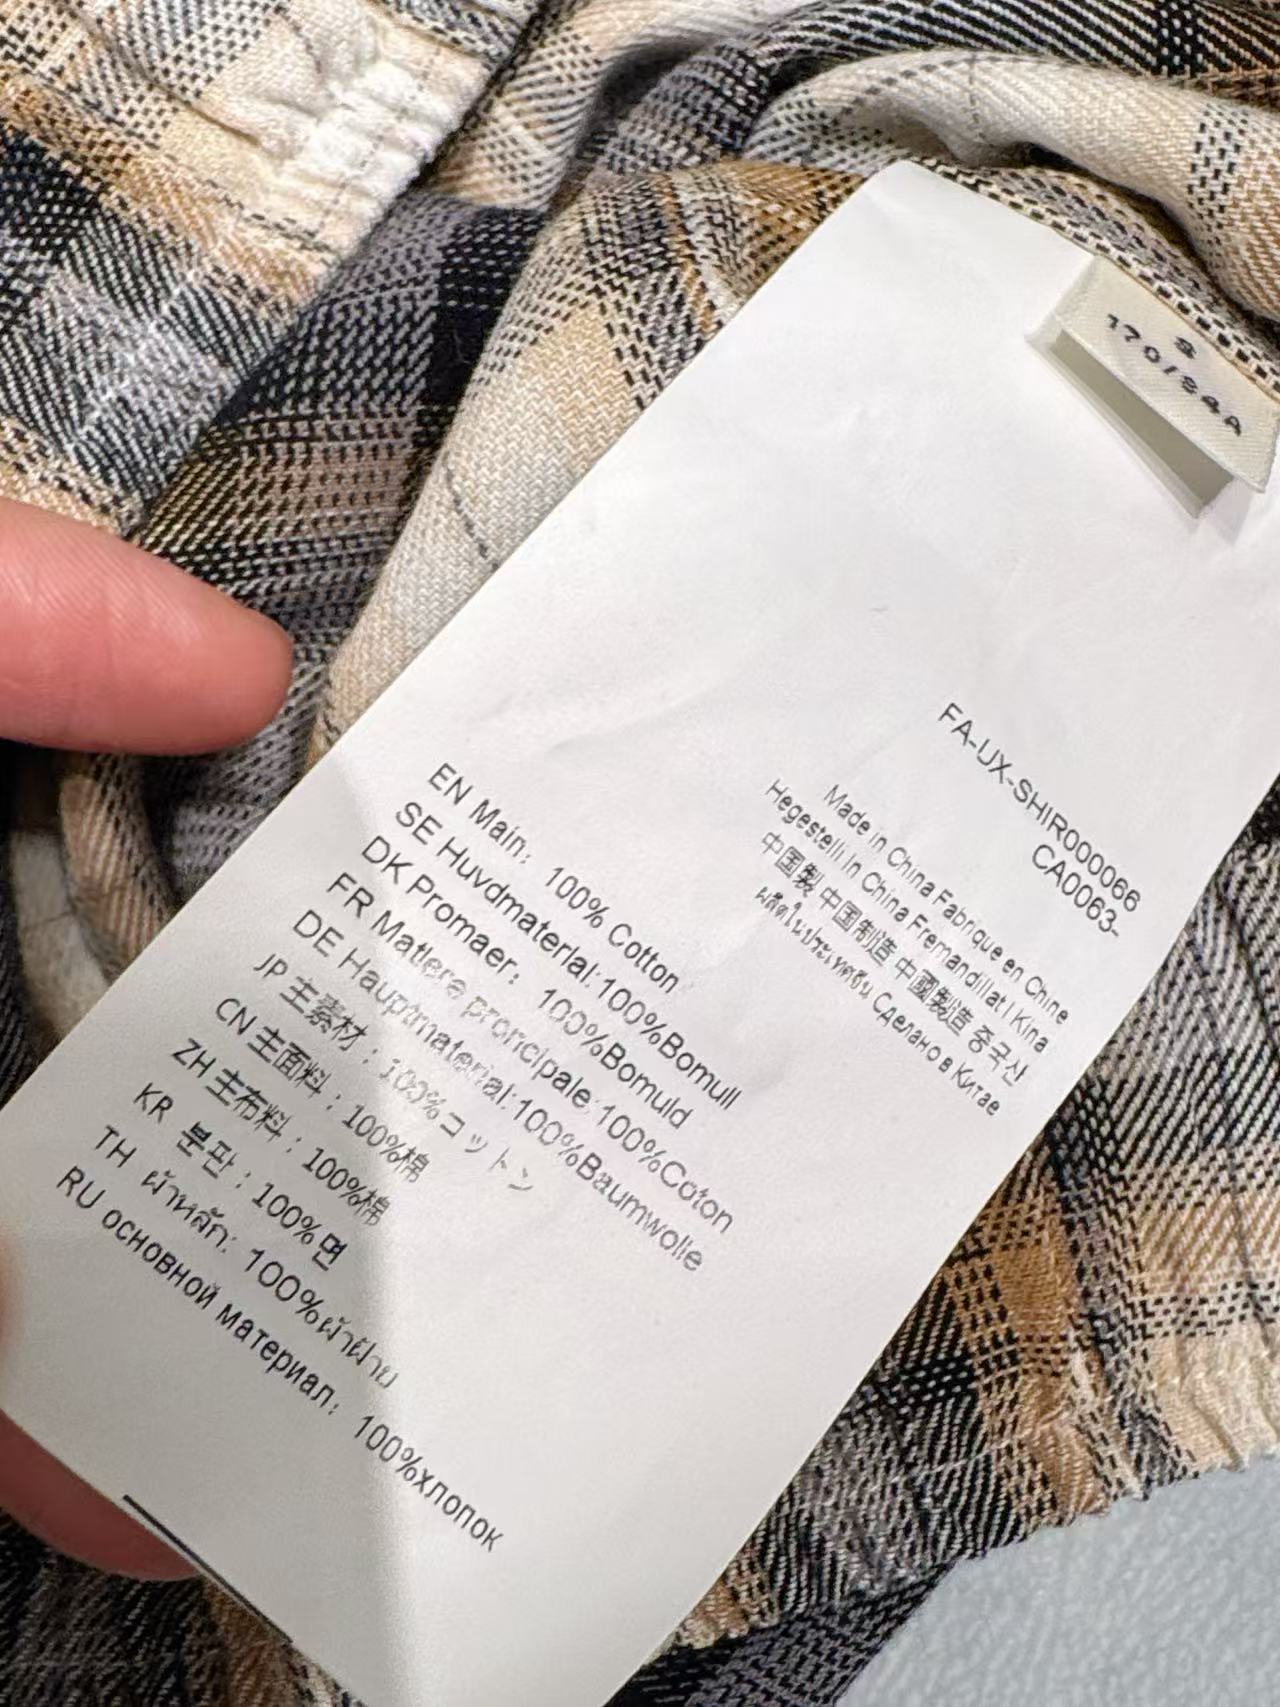 S
170/84A
FA-UX-SHIR000066
CA0063-
Made in China Fabrique en Chine
Hegestelli in China Fremandillat I Kina
中国製 中国制造 中國製造 중국산
ผลิตในประเทศจีน Сделано в Китае
EN Main: 100% Cotton
SE Huvdmaterlal:100%Bomull
DK Promaer: 100%Bomuld
FR Matlere proncipale:100%Coton
DE Hauptmaterial:100%Baumwolle
JP 主素材：100%コットン
CN 主面料：100%棉
ZH 主布料：100%棉
KR 분판：100%면
TH ผ้าหลัก: 100%ผ้าฝ้าย
RU основной материал: 100%хлопок